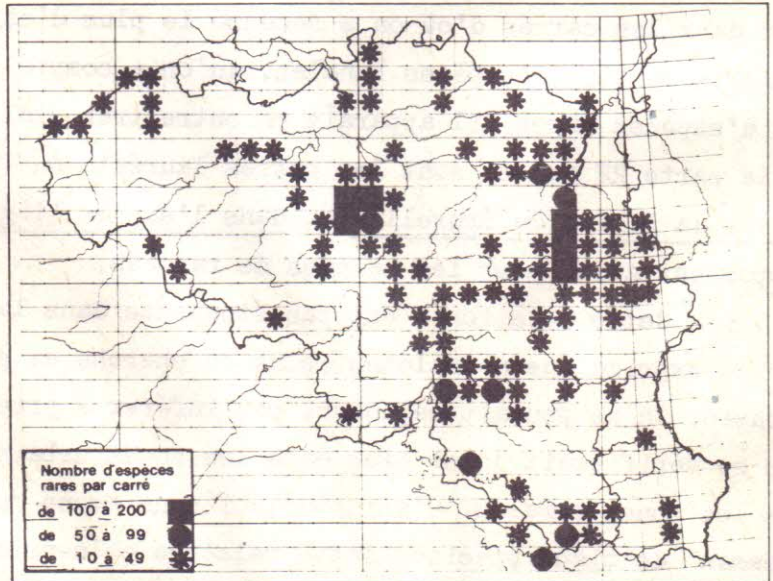 Nombre d'espèces
rares par carré
de 100 à 200
de 50 à 99
de 10 à 49